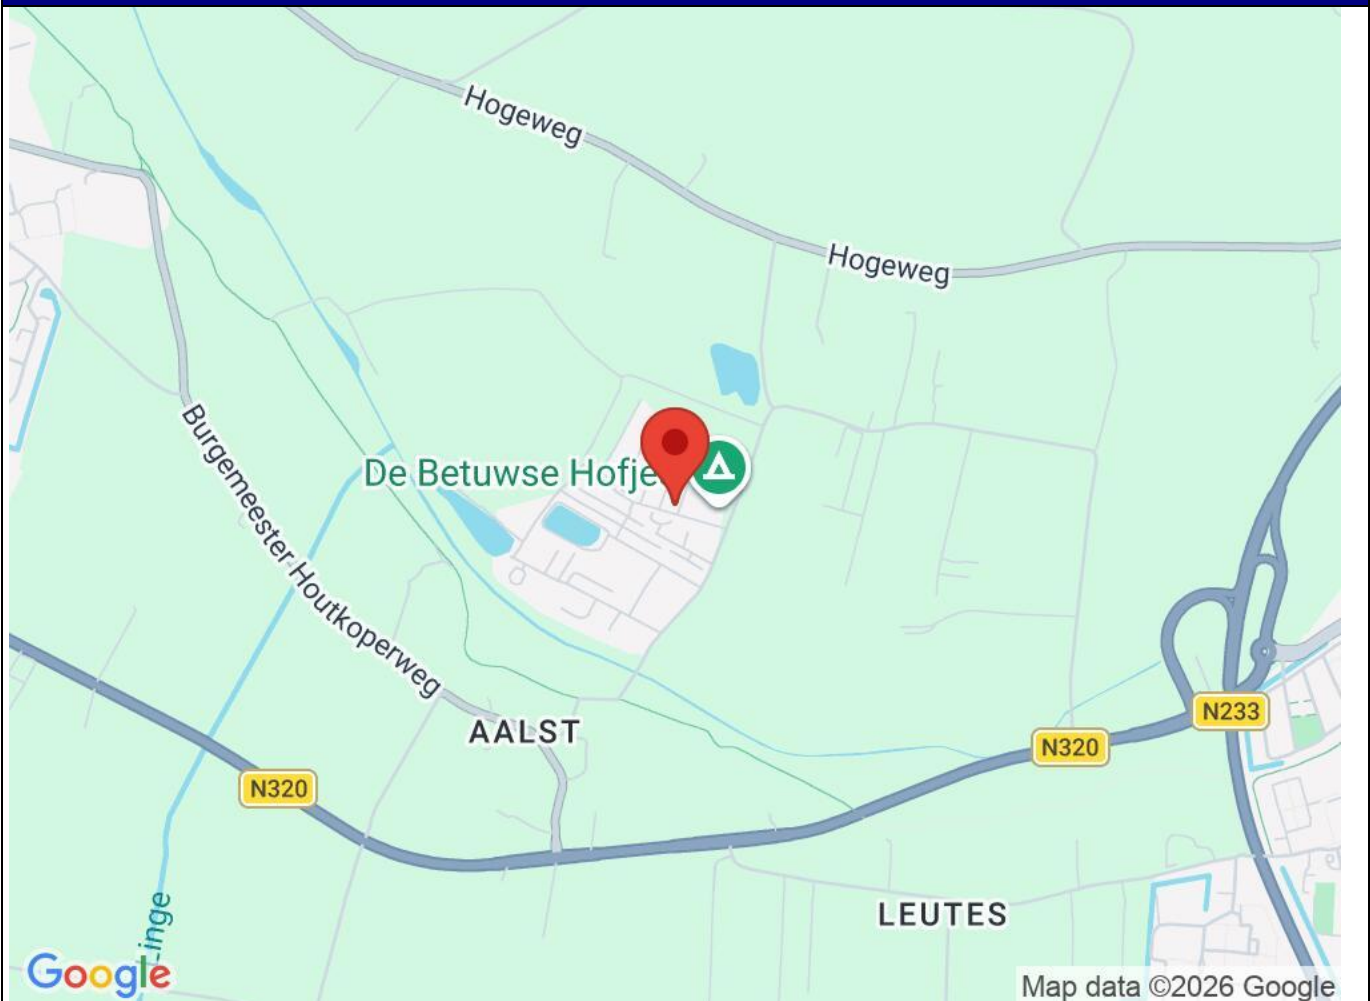 Hogeweg
Hogeweg
De Betuwse Hofje
Burgemeester Houtkoperweg
N233
AALST
N320
N320
LEUTES
Linge
Google
Map data ©2026 Google